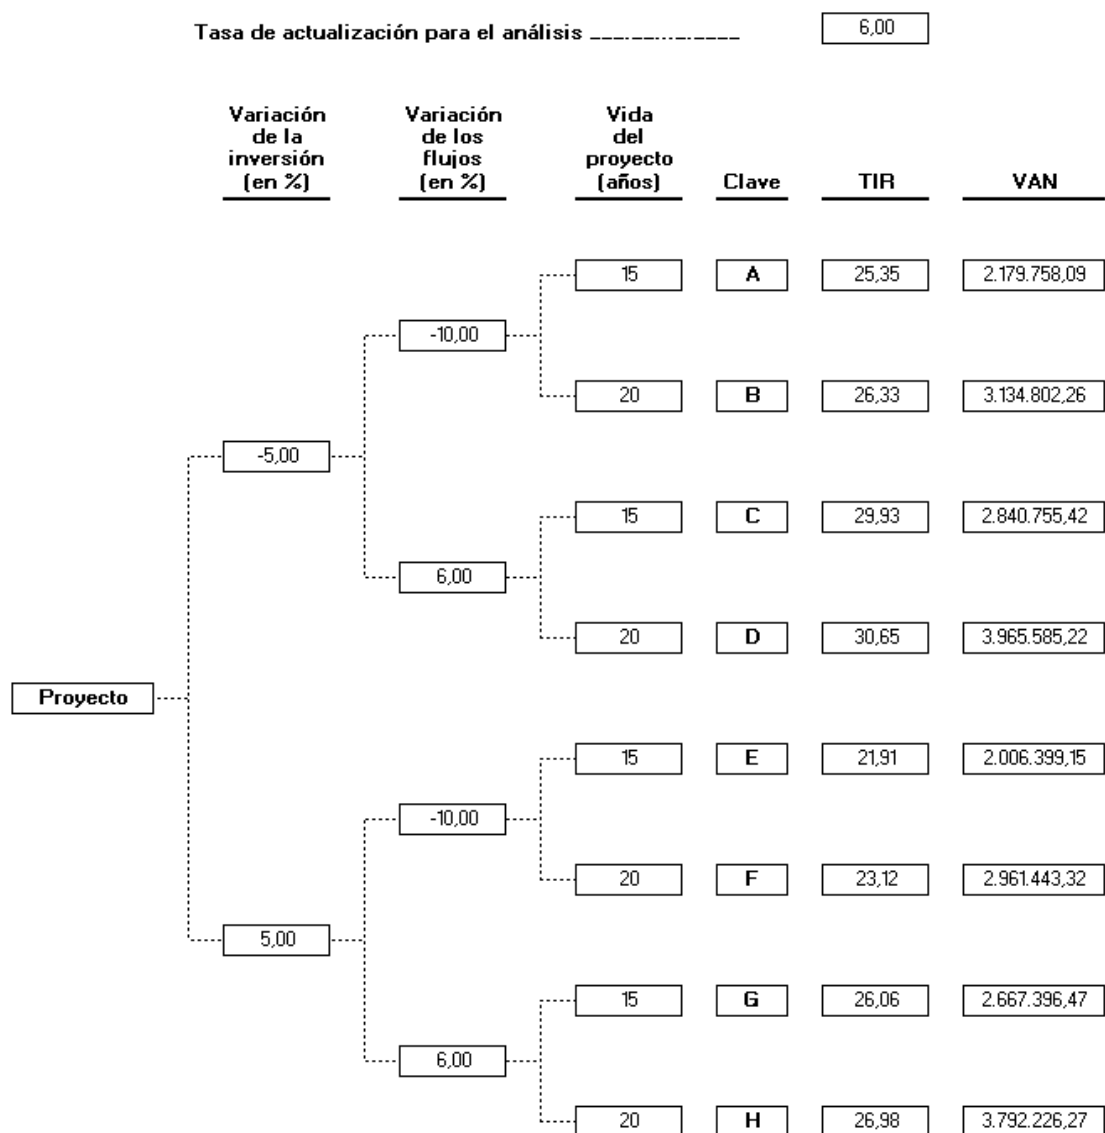 Tasa de actualización para el análisis 6,00
Variación Variación Vida
de la de los del
inversión flujos proyecto
(en %) (en %) (años) Clave TIR VAN
15 A 25,35 2.179.758,09
-10,00
20 B 26,33 3.134.802,26
-5,00
15 C 29,93 2.840.755,42
6,00
20 D 30,65 3.965.585,22
Proyecto
15 E 21,91 2.006.399,15
-10,00
20 F 23,12 2.961.443,32
5,00
15 G 26,06 2.667.396,47
6,00
20 H 26,98 3.792.226,27